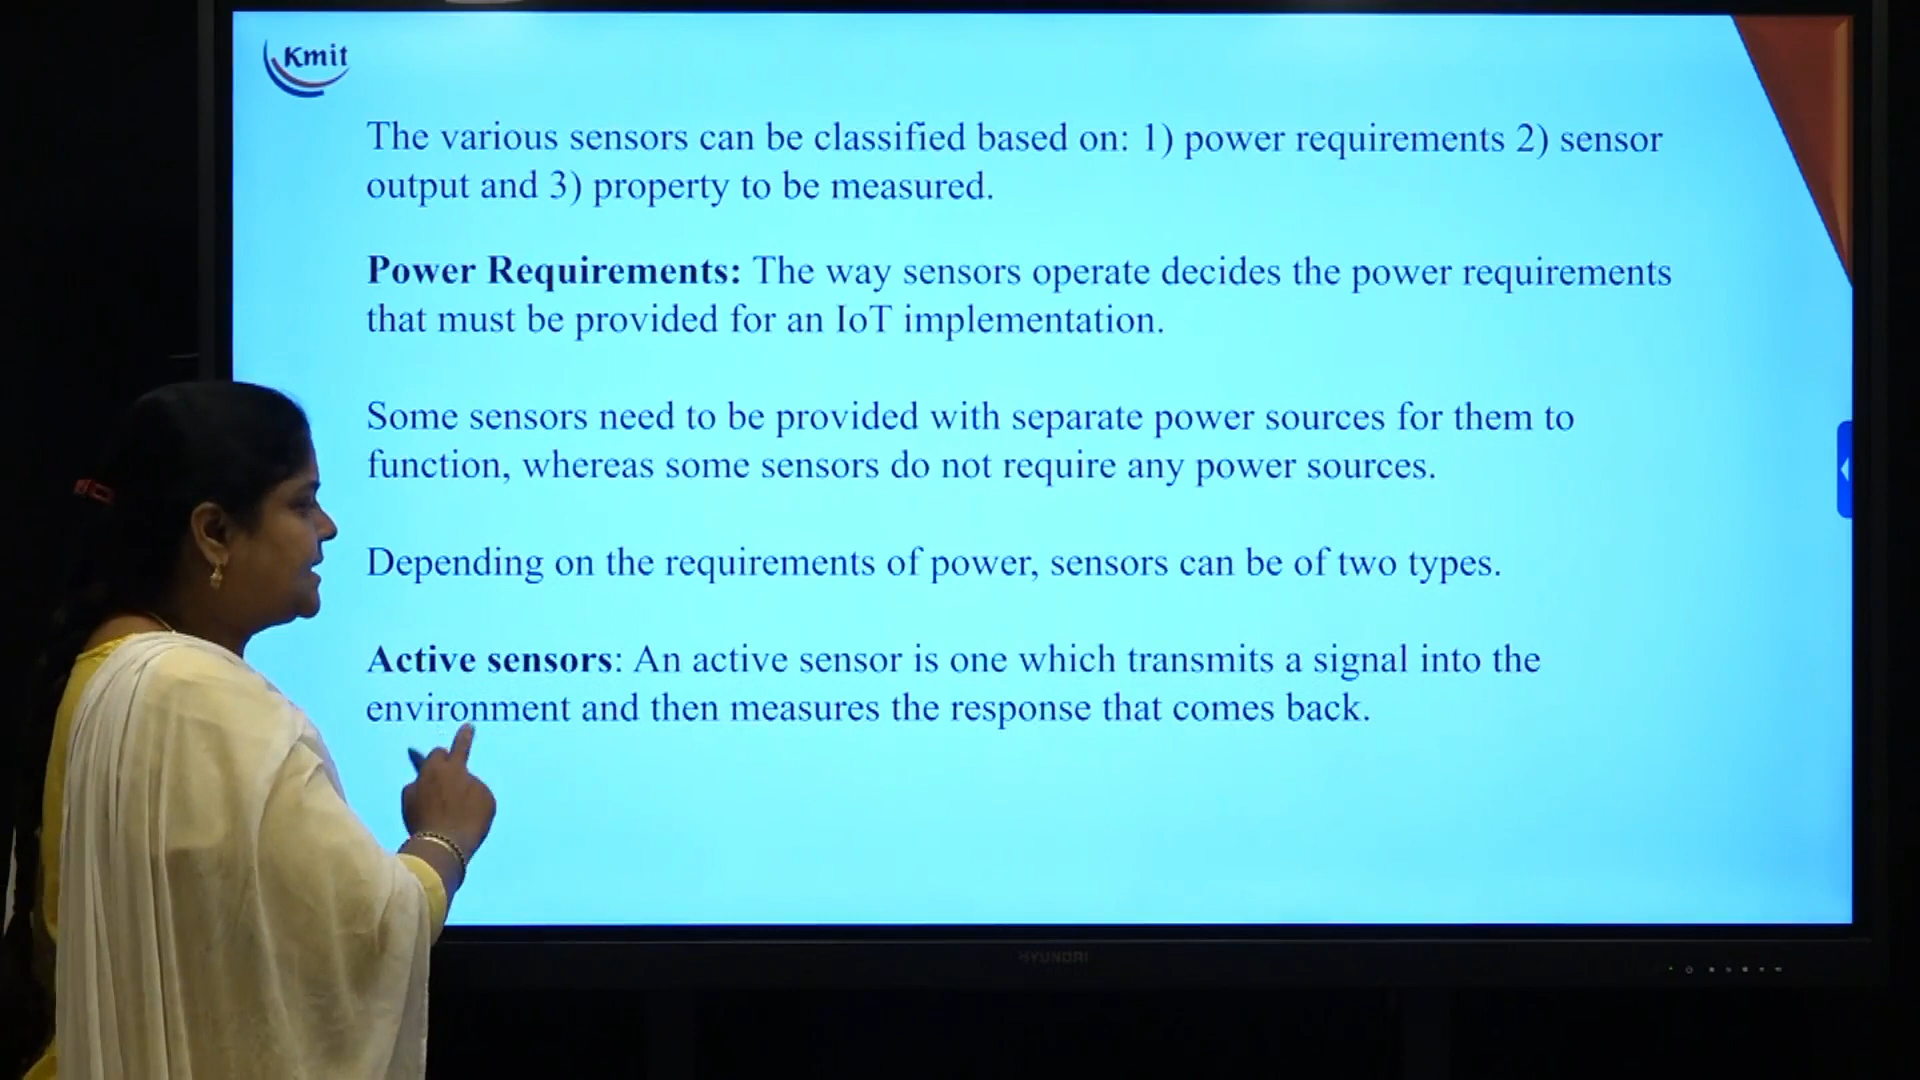 Kmit
The various sensors can be classified based on: 1) power requirements 2) sensor
output and 3) property to be measured.
Power Requirements: The way sensors operate decides the power requirements
that must be provided for an IoT implementation.
Some sensors need to be provided with separate power sources for them to
function, whereas some sensors do not require any power sources.
Depending on the requirements of power, sensors can be of two types.
Active sensors: An active sensor is one which transmits a signal into the
environment and then measures the response that comes back.
HYUNDAI